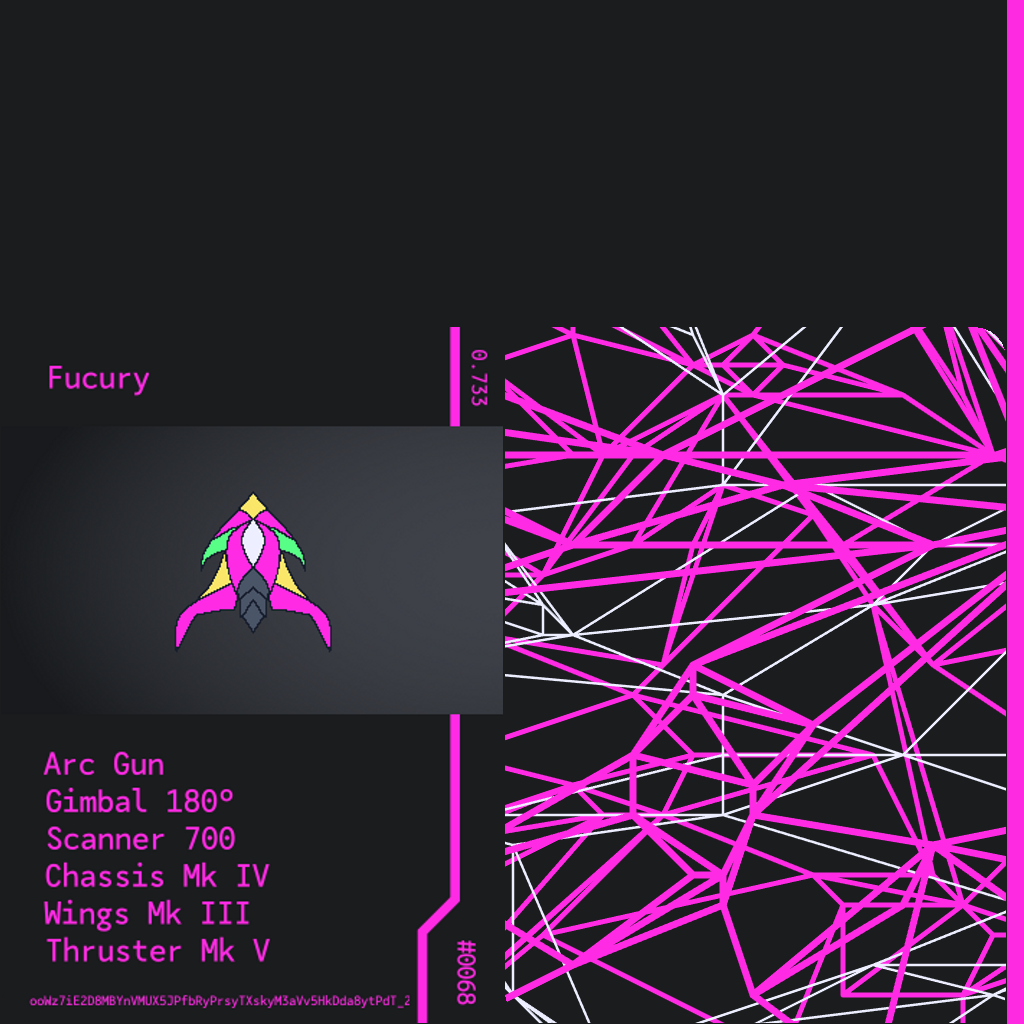 Fucury
0.733
Arc Gun
Gimbal 180°
Scanner 700
Chassis Mk IV
Wings Mk III
Thruster Mk V
#0068
ooWz7iE2D8MBYnVMUX5JPfbRyPrsyTXskyM3aVv5HkDda8ytPdT_2